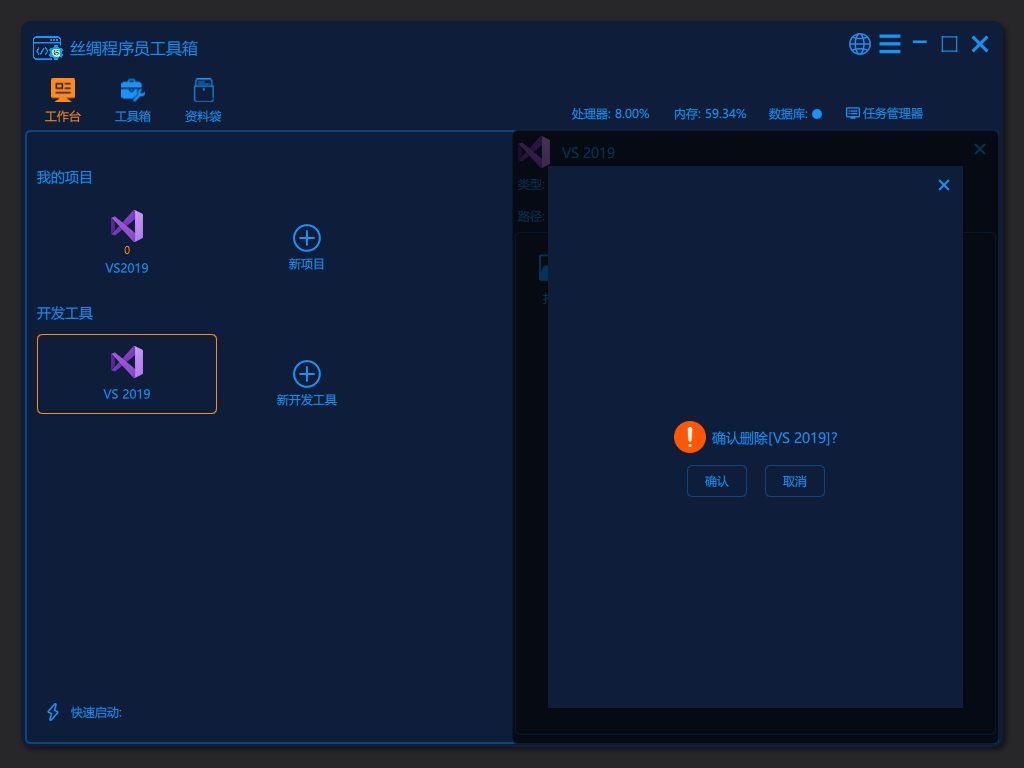 丝绸程序员工具箱
工作台 工具箱 资料袋
处理器: 8.00% 内存: 59.34% 数据库: 任务管理器
我的项目
0
VS2019
新项目
开发工具
VS 2019
新开发工具
快速启动:
VS 2019
类型:
路径:
确认删除[VS 2019]?
确认 取消